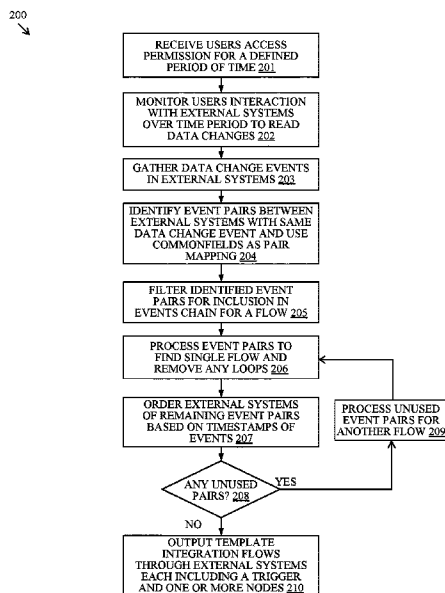 200
RECEIVE USERS ACCESS
PERMISSION FOR A DEFINED
PERIOD OF TIME 201
MONITOR USERS INTERACTION
WITH EXTERNAL SYSTEMS
OVER TIME PERIOD TO READ
DATA CHANGES 202
GATHER DATA CHANGE EVENTS
IN EXTERNAL SYSTEMS 203
IDENTIFY EVENT PAIRS BETWEEN
EXTERNAL SYSTEMS WITH SAME
DATA CHANGE EVENT AND USE
COMMONFIELDS AS PAIR
MAPPING 204
FILTER IDENTIFIED EVENT
PAIRS FOR INCLUSION IN
EVENTS CHAIN FOR A FLOW 205
PROCESS EVENT PAIRS TO
FIND SINGLE FLOW AND
REMOVE ANY LOOPS 206
ORDER EXTERNAL SYSTEMS
OF REMAINING EVENT PAIRS
BASED ON TIMESTAMPS OF
EVENTS 207
PROCESS UNUSED
EVENT PAIRS FOR
ANOTHER FLOW 209
ANY UNUSED
PAIRS? 208
YES
NO
OUTPUT TEMPLATE
INTEGRATION FLOWS
THROUGH EXTERNAL SYSTEMS
EACH INCLUDING A TRIGGER
AND ONE OR MORE NODES 210